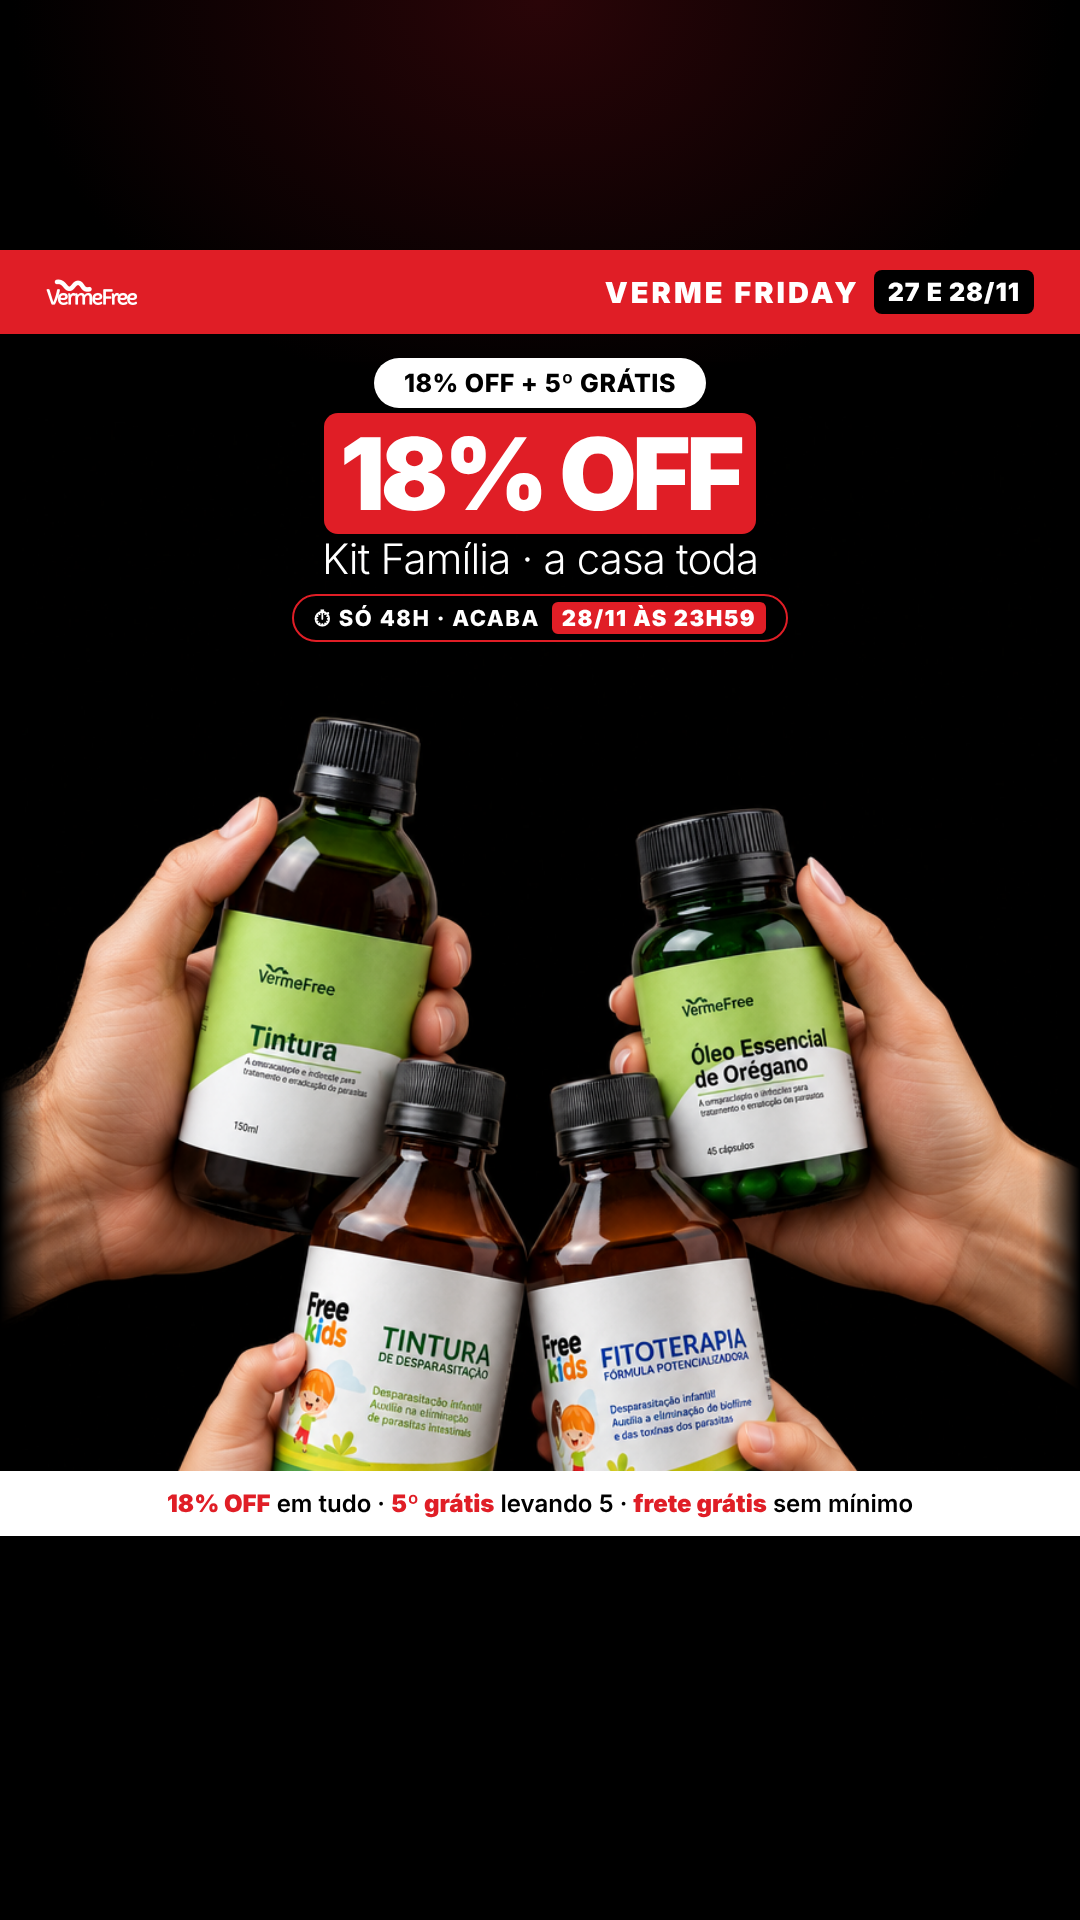 VermeFree
VERME FRIDAY 27 E 28/11
18% OFF + 5º GRÁTIS
18% OFF
Kit Família · a casa toda
⏱ SÓ 48H · ACABA 28/11 ÀS 23H59
VermeFree
Tintura
150ml
VermeFree
Óleo Essencial
de Orégano
45 cápsulos
Free
kids
TINTURA
DE DESPARASITAÇÃO
Desparasitação infantil!
Auxilia na eliminação
de parasitas intestinais
Free
kids
FITOTERAPIA
FÓRMULA POTENCIALIZADORA
Desparasitação infantil!
Auxilia a eliminação do biofilme
e das toxinas dos parasitas
18% OFF em tudo · 5º grátis levando 5 · frete grátis sem mínimo